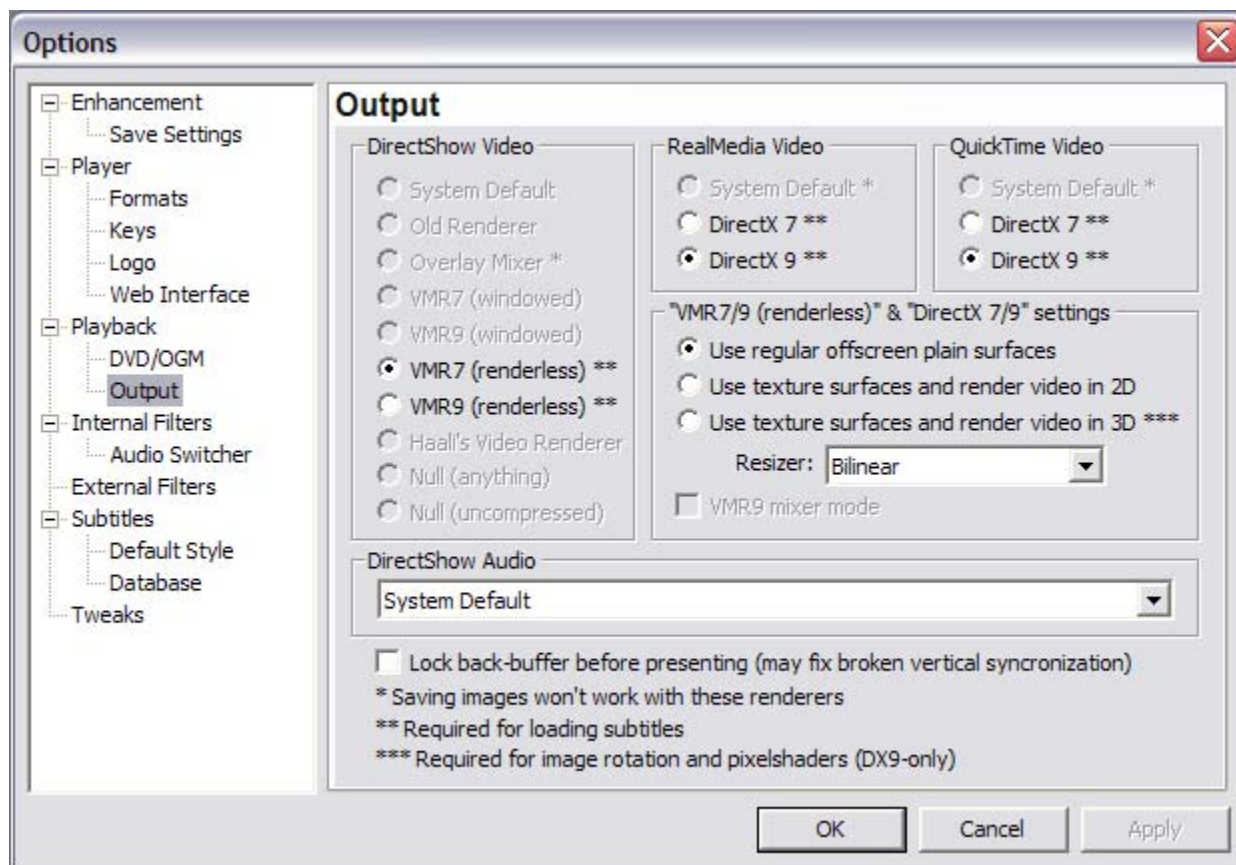 Options
Enhancement
Save Settings
Player
Formats
Keys
Logo
Web Interface
Playback
DVD/OGM
Output
Internal Filters
Audio Switcher
External Filters
Subtitles
Default Style
Database
Tweaks
Output
DirectShow Video
System Default
Old Renderer
Overlay Mixer *
VMR7 (windowed)
VMR9 (windowed)
VMR7 (renderless) **
VMR9 (renderless) **
Haali's Video Renderer
Null (anything)
Null (uncompressed)
RealMedia Video
System Default *
DirectX 7 **
DirectX 9 **
QuickTime Video
System Default *
DirectX 7 **
DirectX 9 **
"VMR7/9 (renderless)" & "DirectX 7/9" settings
Use regular offscreen plain surfaces
Use texture surfaces and render video in 2D
Use texture surfaces and render video in 3D ***
Resizer: Bilinear
VMR9 mixer mode
DirectShow Audio
System Default
Lock back-buffer before presenting (may fix broken vertical syncronization)
* Saving images won't work with these renderers
** Required for loading subtitles
*** Required for image rotation and pixelshaders (DX9-only)
OK Cancel Apply